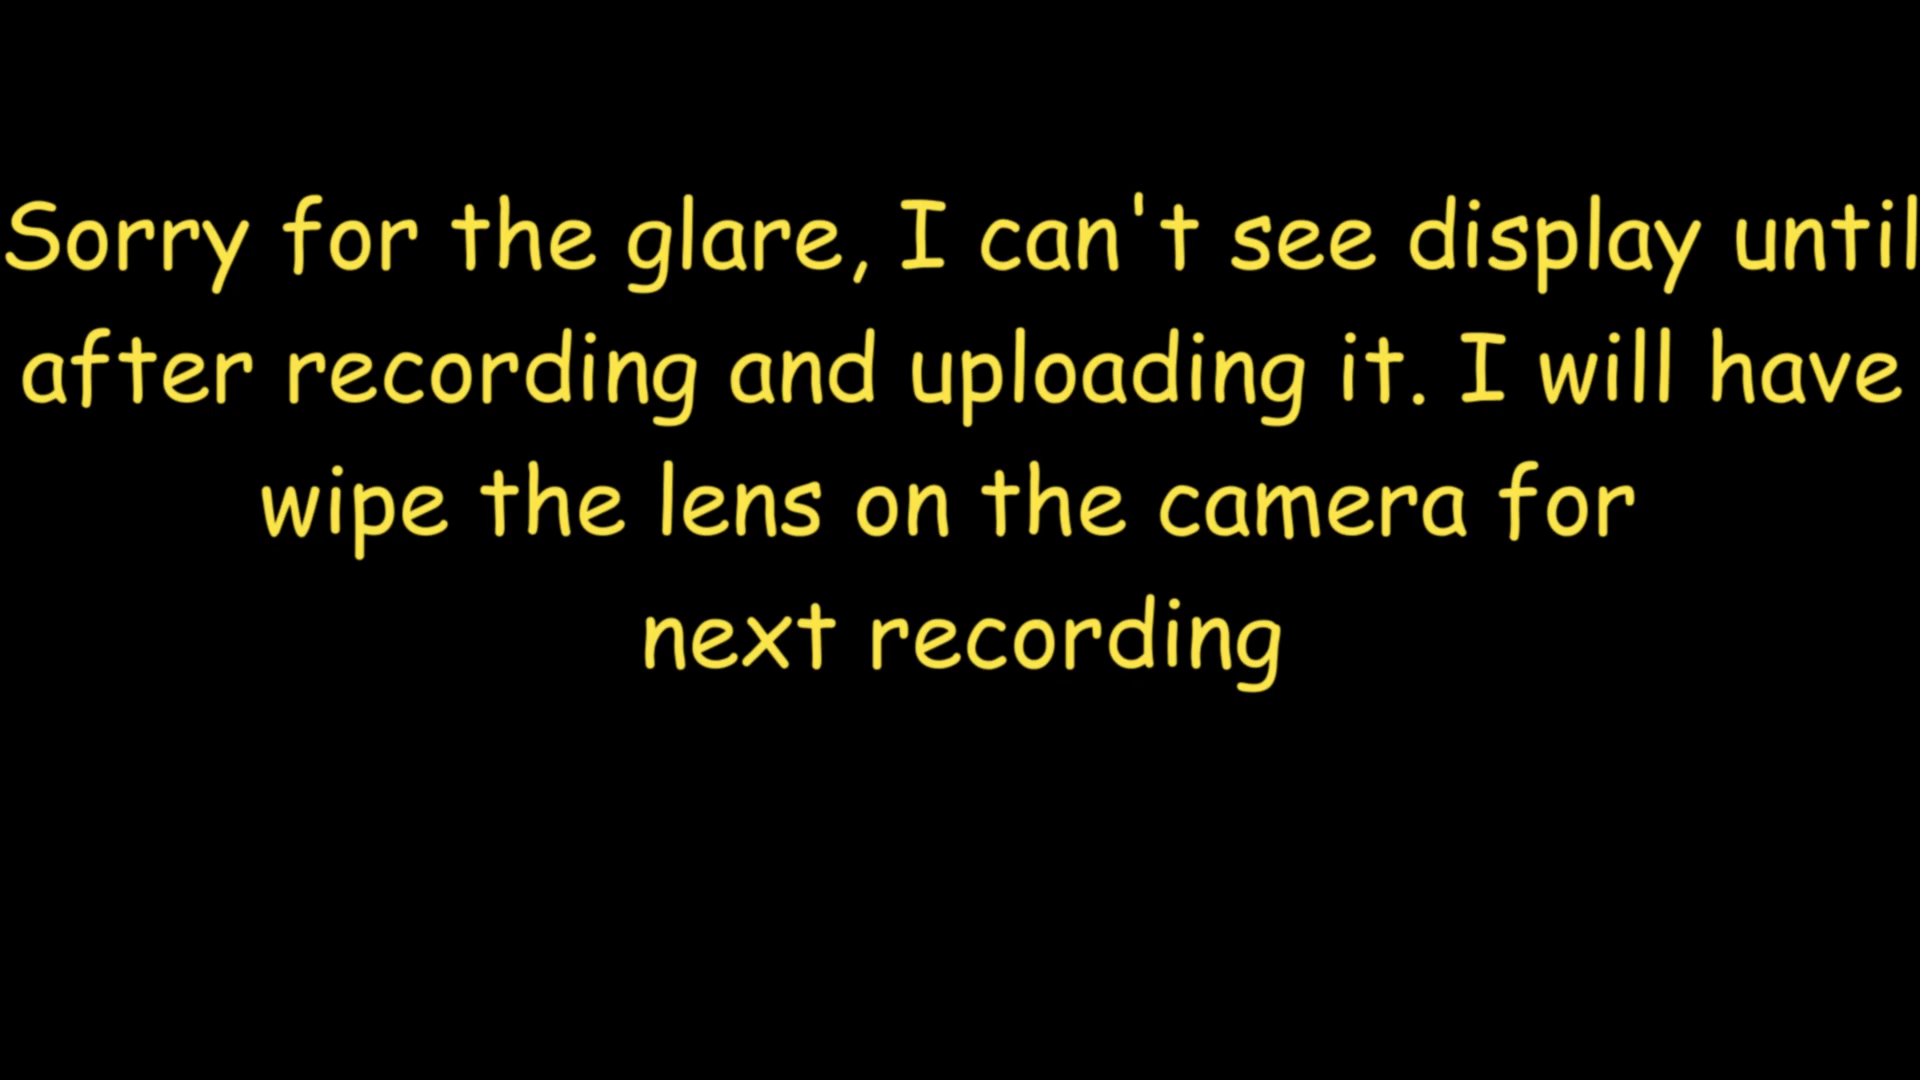 Sorry for the glare, I can't see display until
after recording and uploading it. I will have
wipe the lens on the camera for
next recording